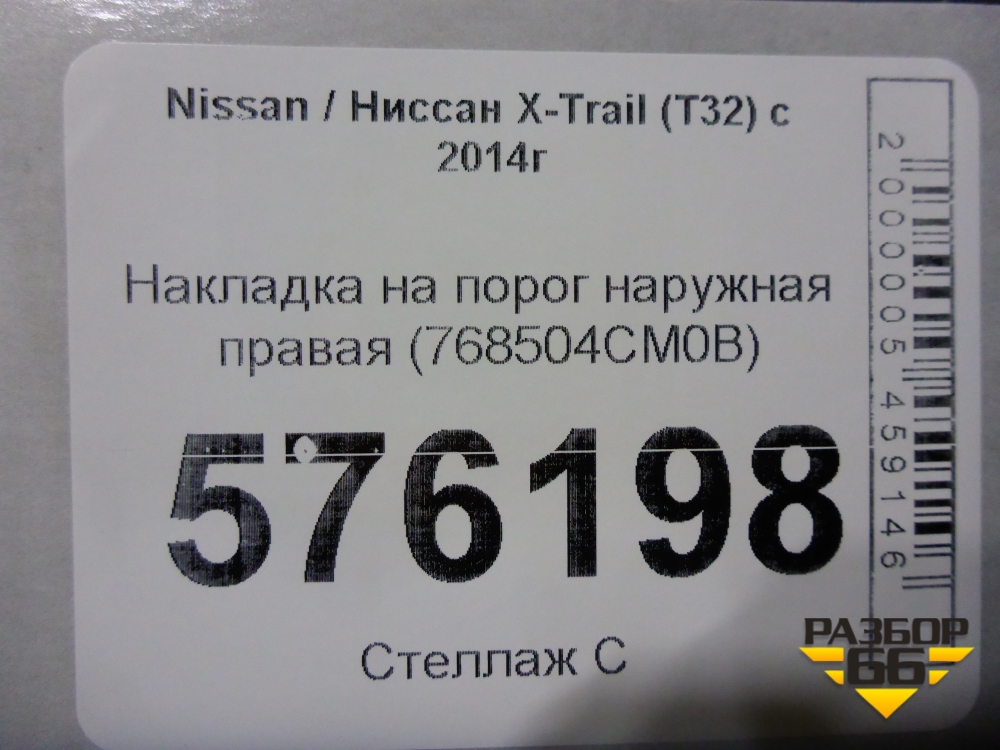 Nissan / Ниссан X-Trail (T32) с
2014г
Накладка на порог наружная
правая (768504CM0B)
576198
Стеллаж С
2000005459146
РАЗБОР
66